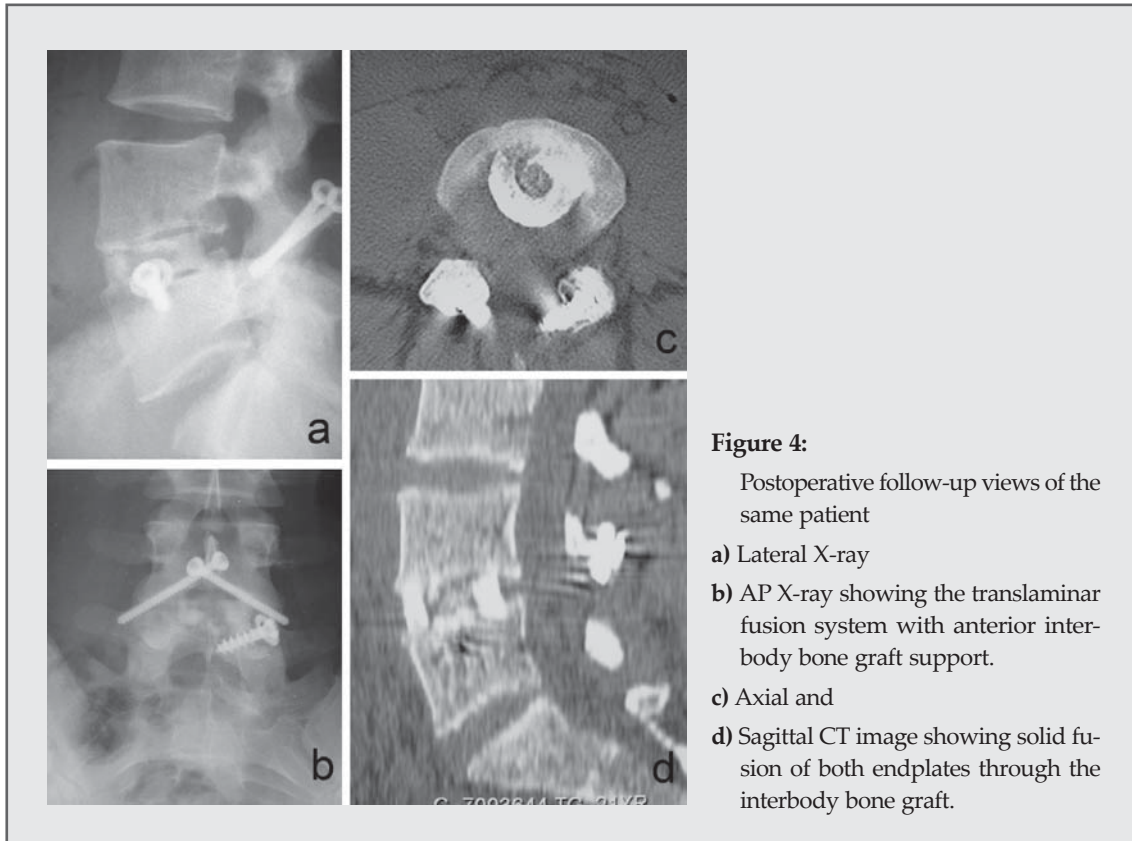 a
b
c
d
Figure 4:
Postoperative follow-up views of the
same patient
a) Lateral X-ray
b) AP X-ray showing the translaminar
fusion system with anterior inter-
body bone graft support.
c) Axial and
d) Sagittal CT image showing solid fu-
sion of both endplates through the
interbody bone graft.